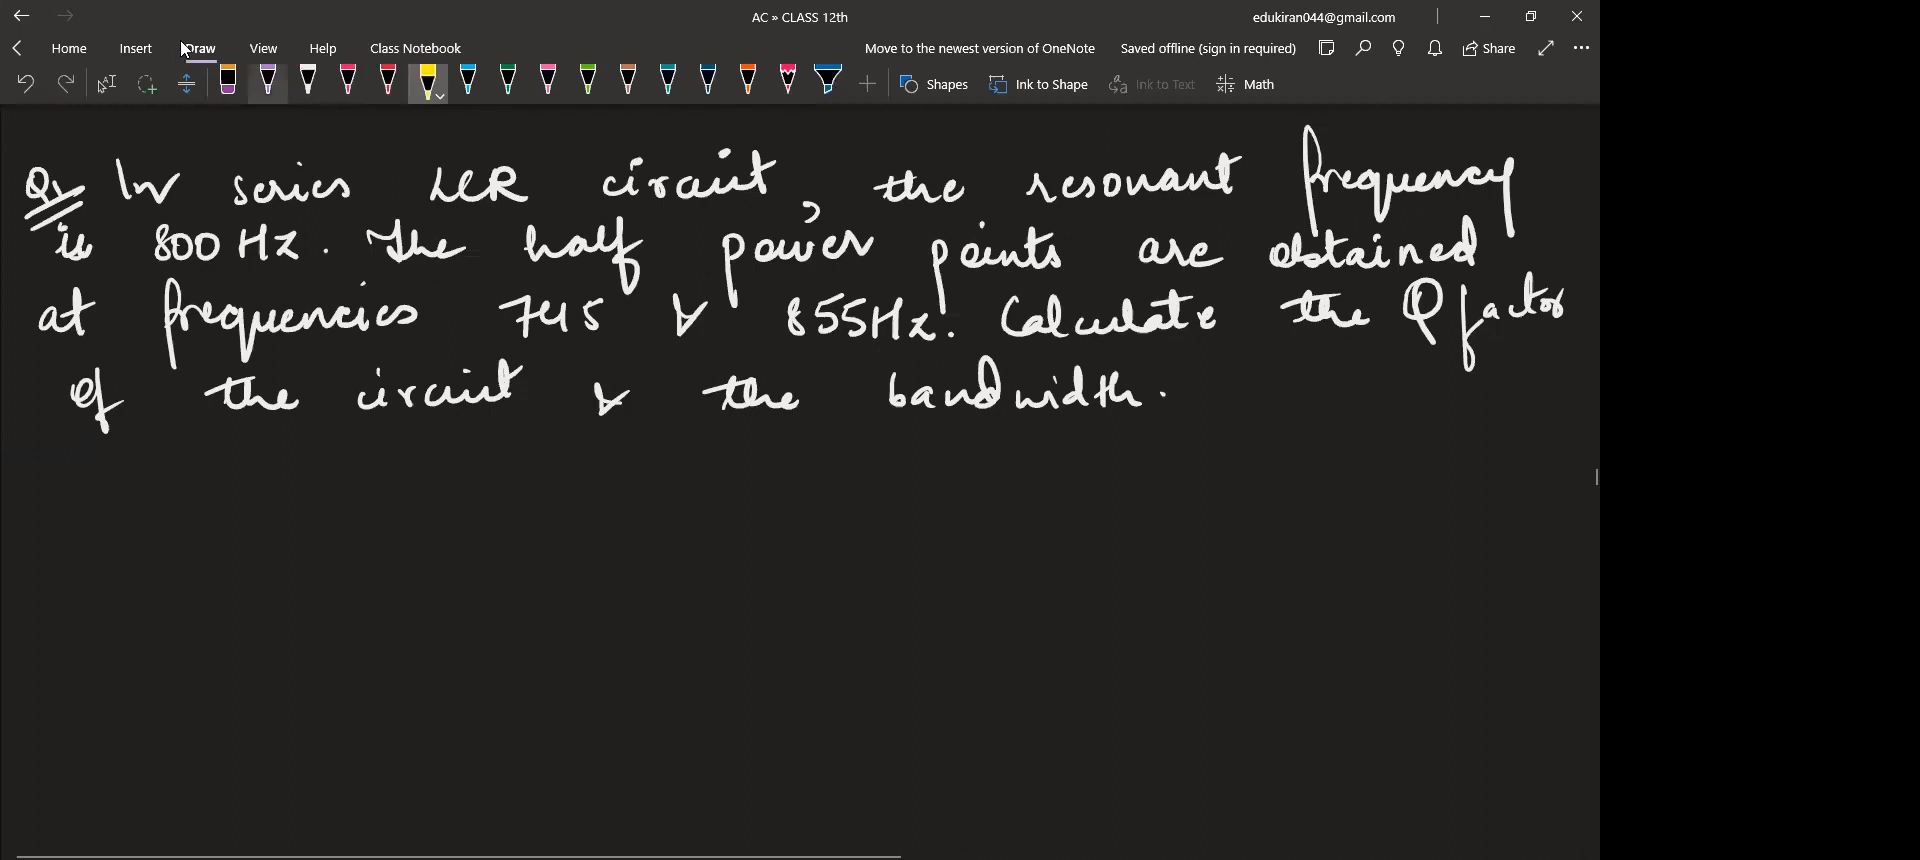 AC » CLASS 12th
edukiran044@gmail.com
Home Insert Draw View Help Class Notebook
Move to the newest version of OneNote Saved offline (sign in required) Share
Shapes Ink to Shape Ink to Text Math
Q, In series LCR circuit, the resonant frequency
is 800 Hz. The half power points are obtained
at frequencies 745 & 855Hz. Calculate the Q factor
of the circuit & the bandwidth.